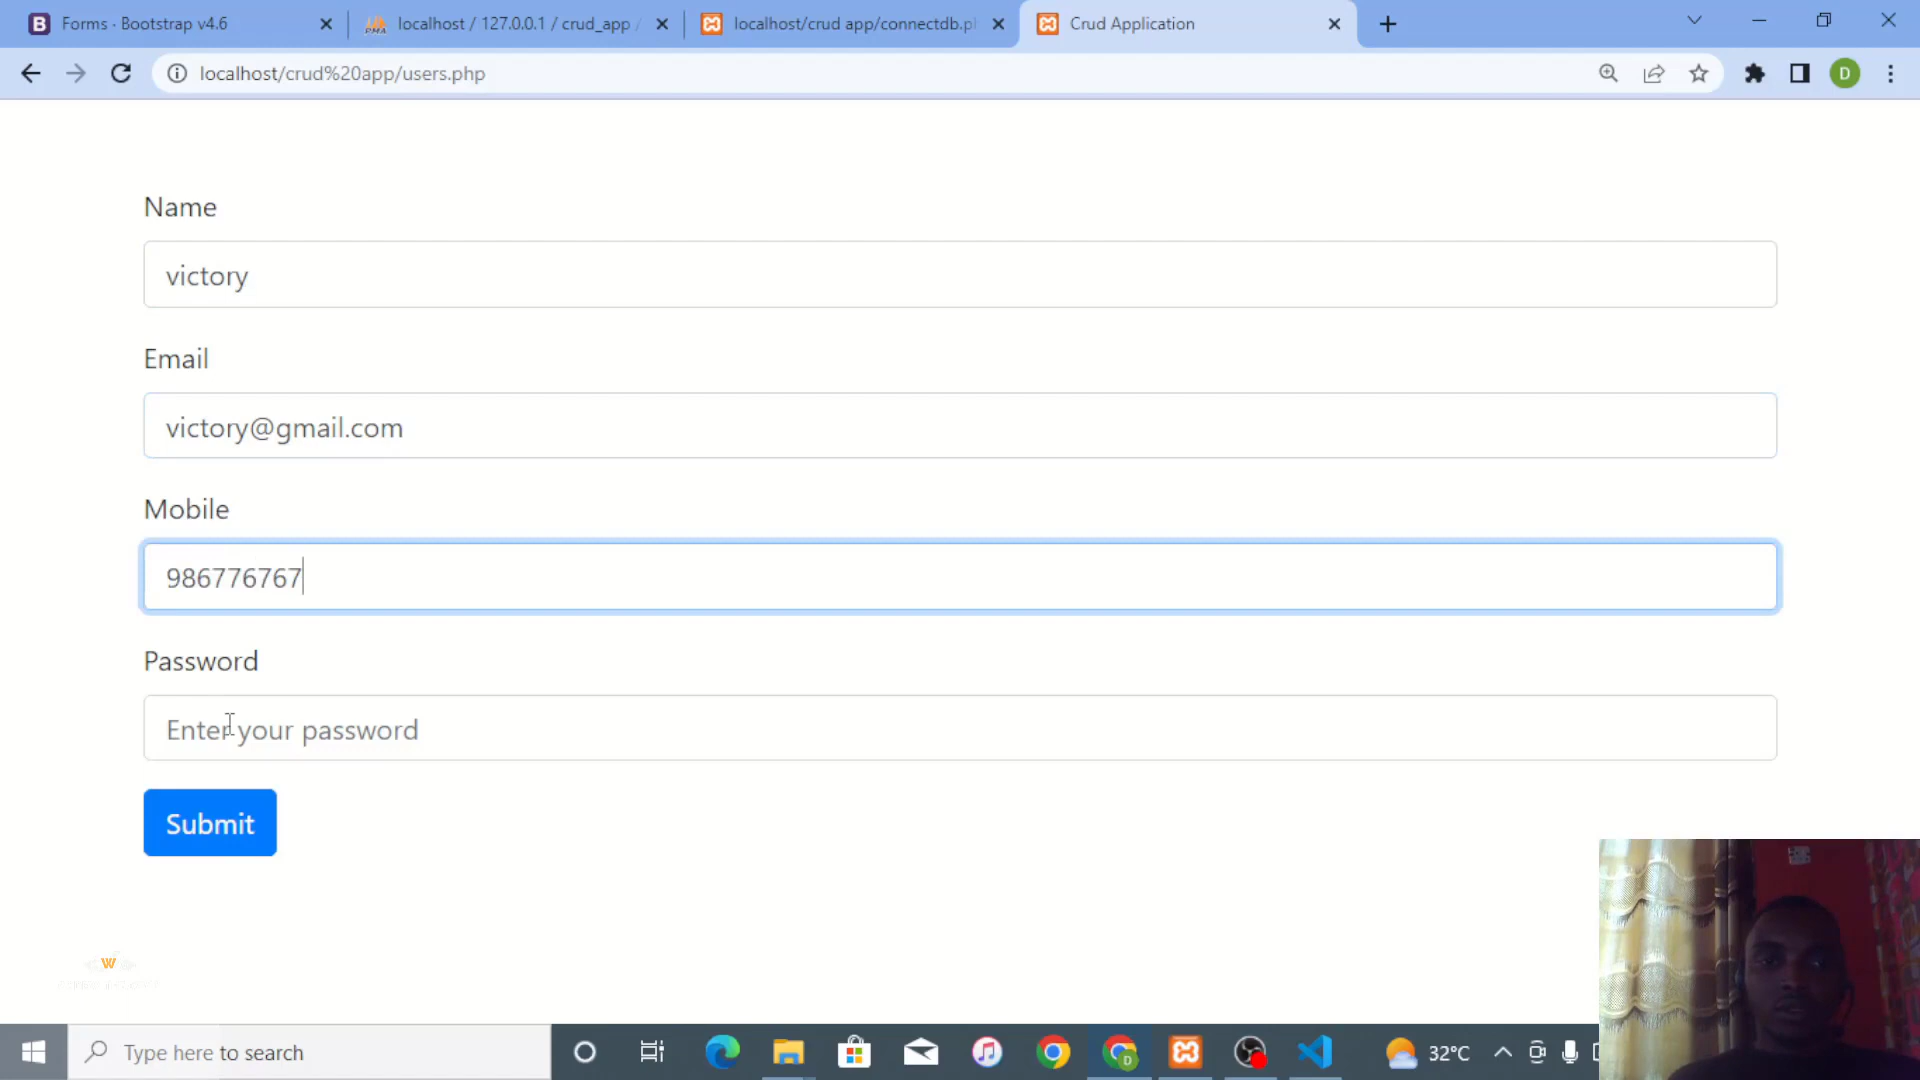 Forms · Bootstrap v4.6
localhost / 127.0.0.1 / crud_app /
localhost/crud app/connectdb.p
Crud Application
localhost/crud%20app/users.php
D
Name
victory
Email
victory@gmail.com
Mobile
986776767
Password
Enter your password
Submit
W
Type here to search
32°C